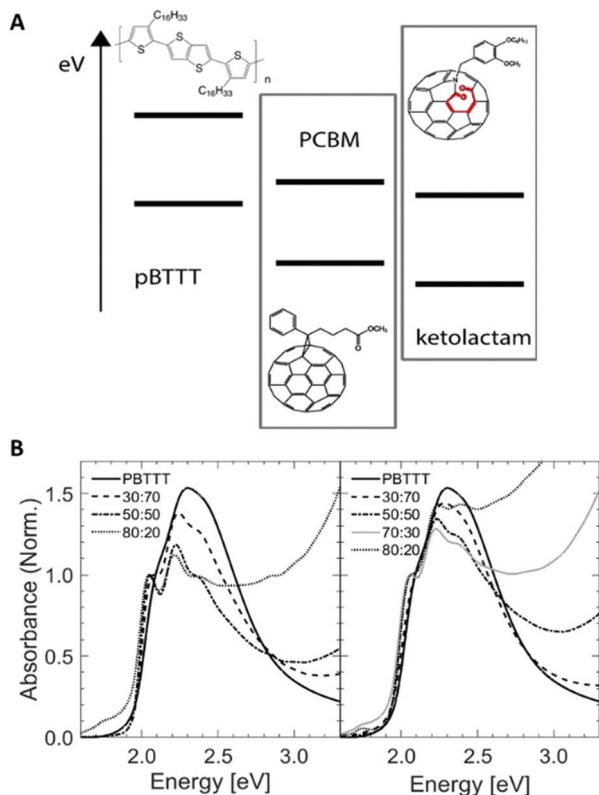 A
eV
C₁₆H₃₃
S
S
S
S
n
C₁₆H₃₃
pBTTT
PCBM
OCH₃
O
OCH₃
N
O
O
ketolactam
B
Absorbance (Norm.)
1.5
1.0
0.5
0.0
PBTTT
30:70
50:50
80:20
2.0
2.5
3.0
Energy [eV]
PBTTT
30:70
50:50
70:30
80:20
2.0
2.5
3.0
Energy [eV]